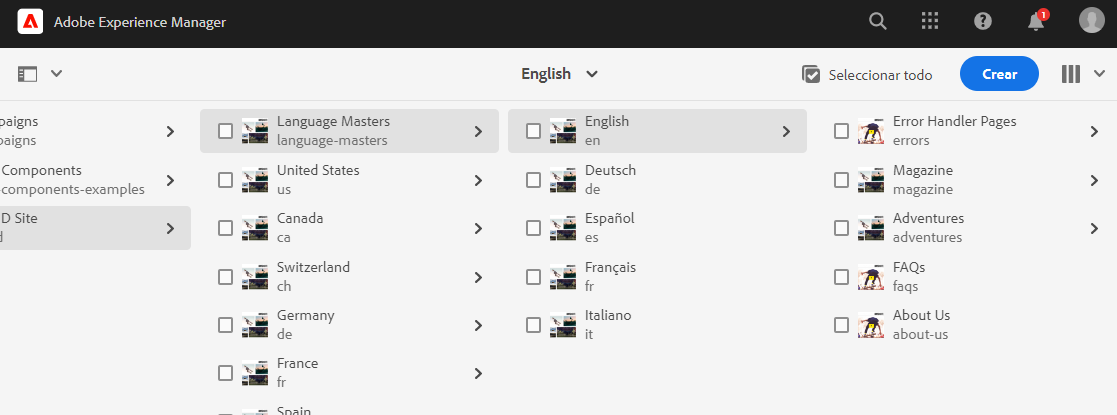 Adobe Experience Manager
1
English
Seleccionar todo
Crear
paigns
paigns
Components
-components-examples
D Site
d
Language Masters
language-masters
United States
us
Canada
ca
Switzerland
ch
Germany
de
France
fr
Spain
English
en
Deutsch
de
Español
es
Français
fr
Italiano
it
Error Handler Pages
errors
Magazine
magazine
Adventures
adventures
FAQs
faqs
About Us
about-us